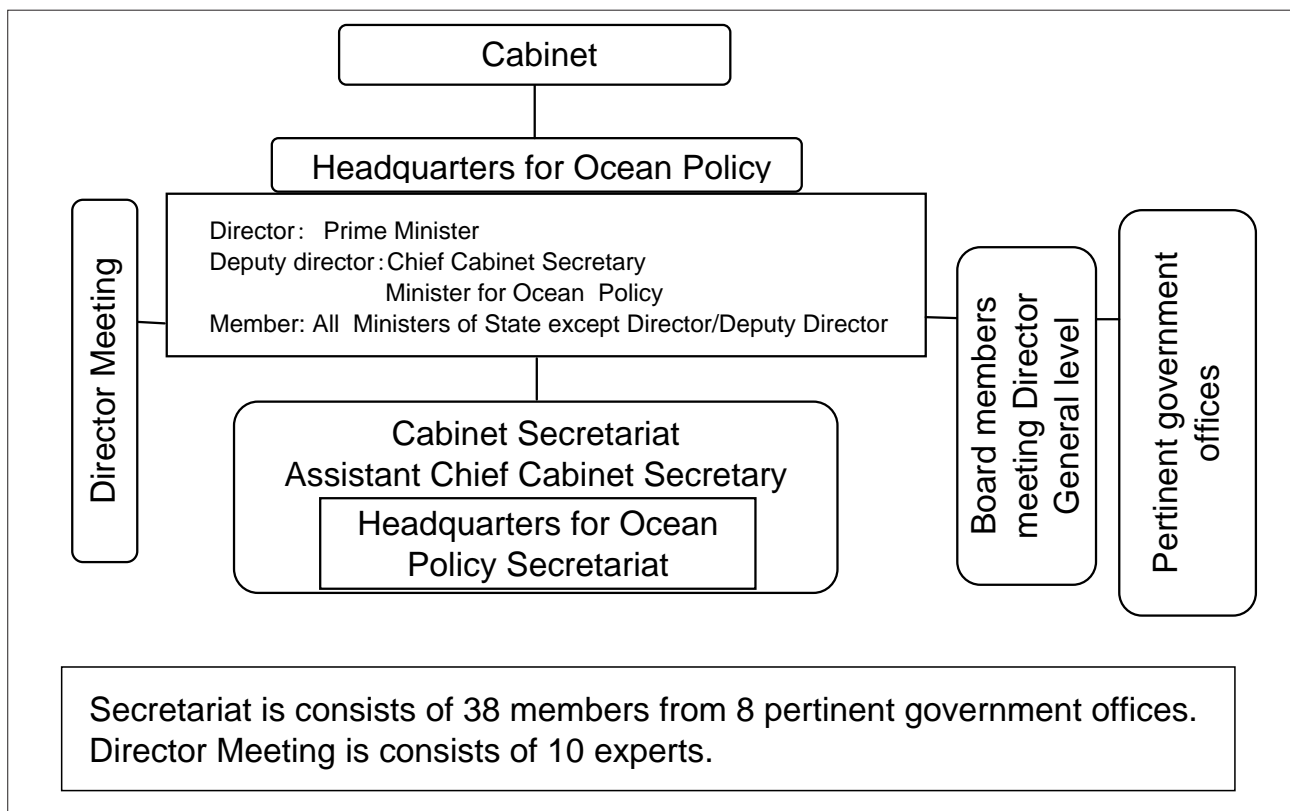 Cabinet
Headquarters for Ocean Policy
Director： Prime Minister
Deputy director：Chief Cabinet Secretary
Minister for Ocean Policy
Member: All Ministers of State except Director/Deputy Director
Director Meeting
Board members
meeting Director
General level
Pertinent government
offices
Cabinet Secretariat
Assistant Chief Cabinet Secretary
Headquarters for Ocean
Policy Secretariat
Secretariat is consists of 38 members from 8 pertinent government offices.
Director Meeting is consists of 10 experts.